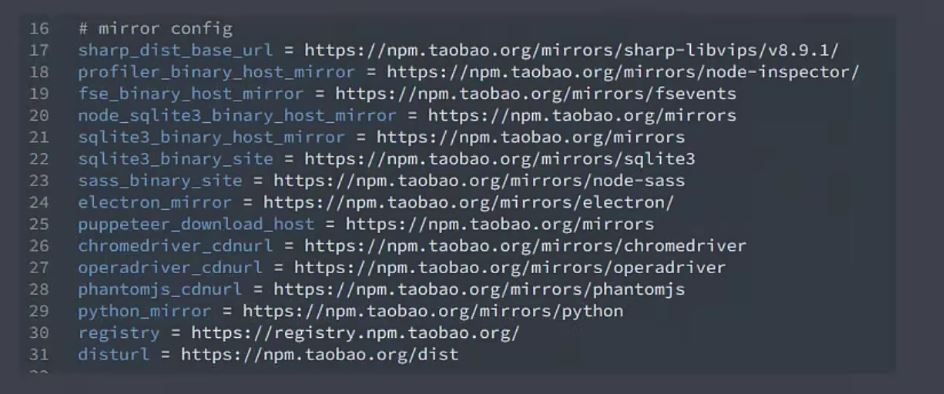 16 # mirror config
17 sharp_dist_base_url = https://npm.taobao.org/mirrors/sharp-libvips/v8.9.1/
18 profiler_binary_host_mirror = https://npm.taobao.org/mirrors/node-inspector/
19 fse_binary_host_mirror = https://npm.taobao.org/mirrors/fsevents
20 node_sqlite3_binary_host_mirror = https://npm.taobao.org/mirrors
21 sqlite3_binary_host_mirror = https://npm.taobao.org/mirrors
22 sqlite3_binary_site = https://npm.taobao.org/mirrors/sqlite3
23 sass_binary_site = https://npm.taobao.org/mirrors/node-sass
24 electron_mirror = https://npm.taobao.org/mirrors/electron/
25 puppeteer_download_host = https://npm.taobao.org/mirrors
26 chromedriver_cdnurl = https://npm.taobao.org/mirrors/chromedriver
27 operadriver_cdnurl = https://npm.taobao.org/mirrors/operadriver
28 phantomjs_cdnurl = https://npm.taobao.org/mirrors/phantomjs
29 python_mirror = https://npm.taobao.org/mirrors/python
30 registry = https://registry.npm.taobao.org/
31 disturl = https://npm.taobao.org/dist